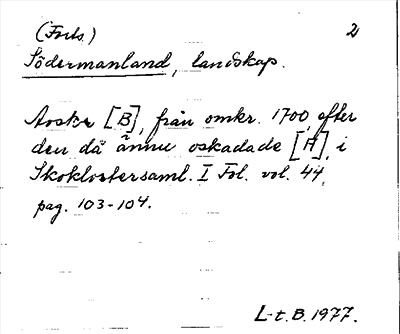 (Forts.) 2
Södermanland, landskap.
Avskr [B], från omkr. 1700, efter
den då ännu oskadade [A], i
Skoklostersaml. I Fol. vol. 44,
pag. 103-104.
L-t. B. 1977.